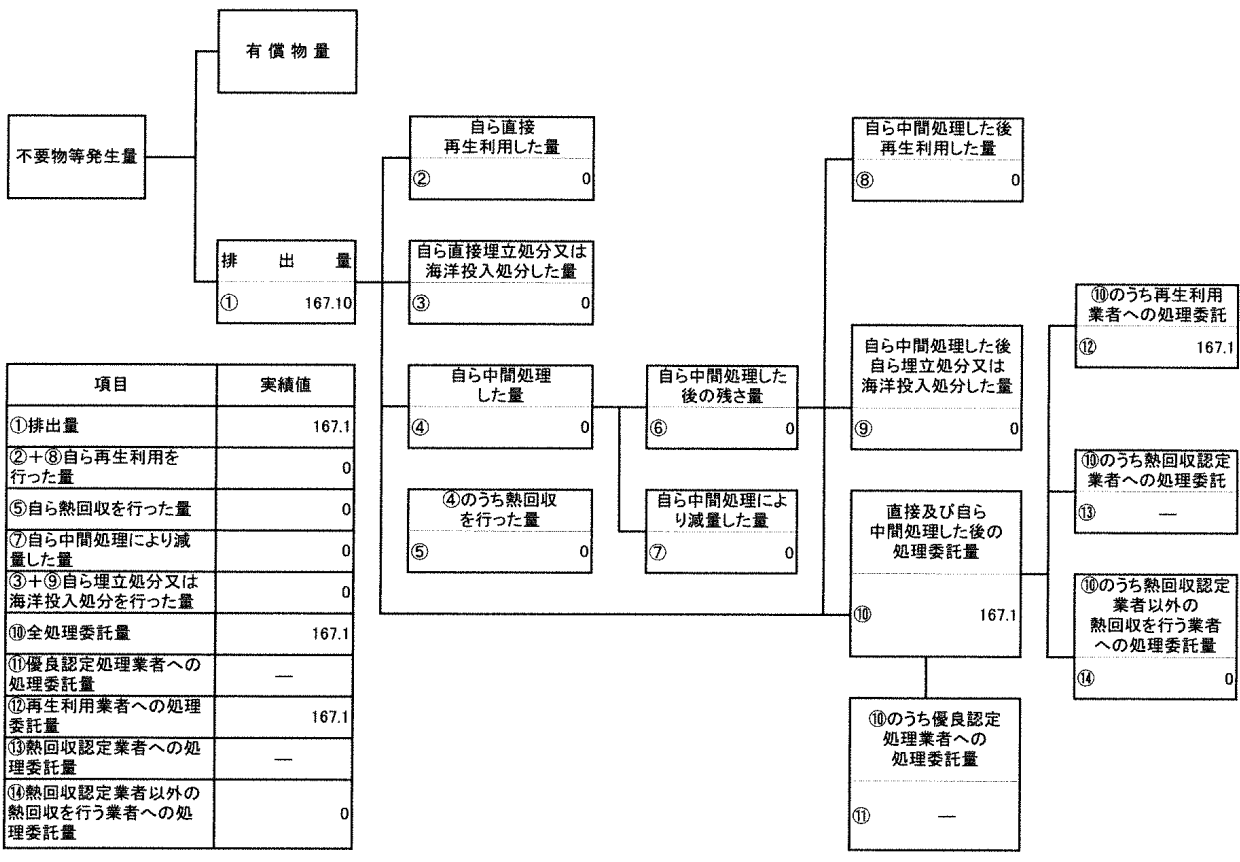 有償物量
不要物等発生量
排出量
① 167.10
自ら直接
再生利用した量
② 0
自ら直接埋立処分又は
海洋投入処分した量
③ 0
自ら中間処理
した量
④ 0
④のうち熱回収
を行った量
⑤ 0
自ら中間処理した
後の残さ量
⑥ 0
自ら中間処理によ
り減量した量
⑦ 0
自ら中間処理した後
再生利用した量
⑧ 0
自ら中間処理した後
自ら埋立処分又は
海洋投入処分した量
⑨ 0
直接及び自ら
中間処理した後の
処理委託量
⑩ 167.1
⑩のうち優良認定
処理業者への
処理委託量
⑪ —
⑩のうち再生利用
業者への処理委託
⑫ 167.1
⑩のうち熱回収認定
業者への処理委託
⑬ —
⑩のうち熱回収認定
業者以外の
熱回収を行う業者
への処理委託量
⑭ 0
項目 実績値
①排出量 167.1
②+⑧自ら再生利用を
行った量 0
⑤自ら熱回収を行った量 0
⑦自ら中間処理により減
量した量 0
③+⑨自ら埋立処分又は
海洋投入処分を行った量 0
⑩全処理委託量 167.1
⑪優良認定処理業者への
処理委託量 —
⑫再生利用業者への処理
委託量 167.1
⑬熱回収認定業者への処
理委託量 —
⑭熱回収認定業者以外の
熱回収を行う業者への処
理委託量 0